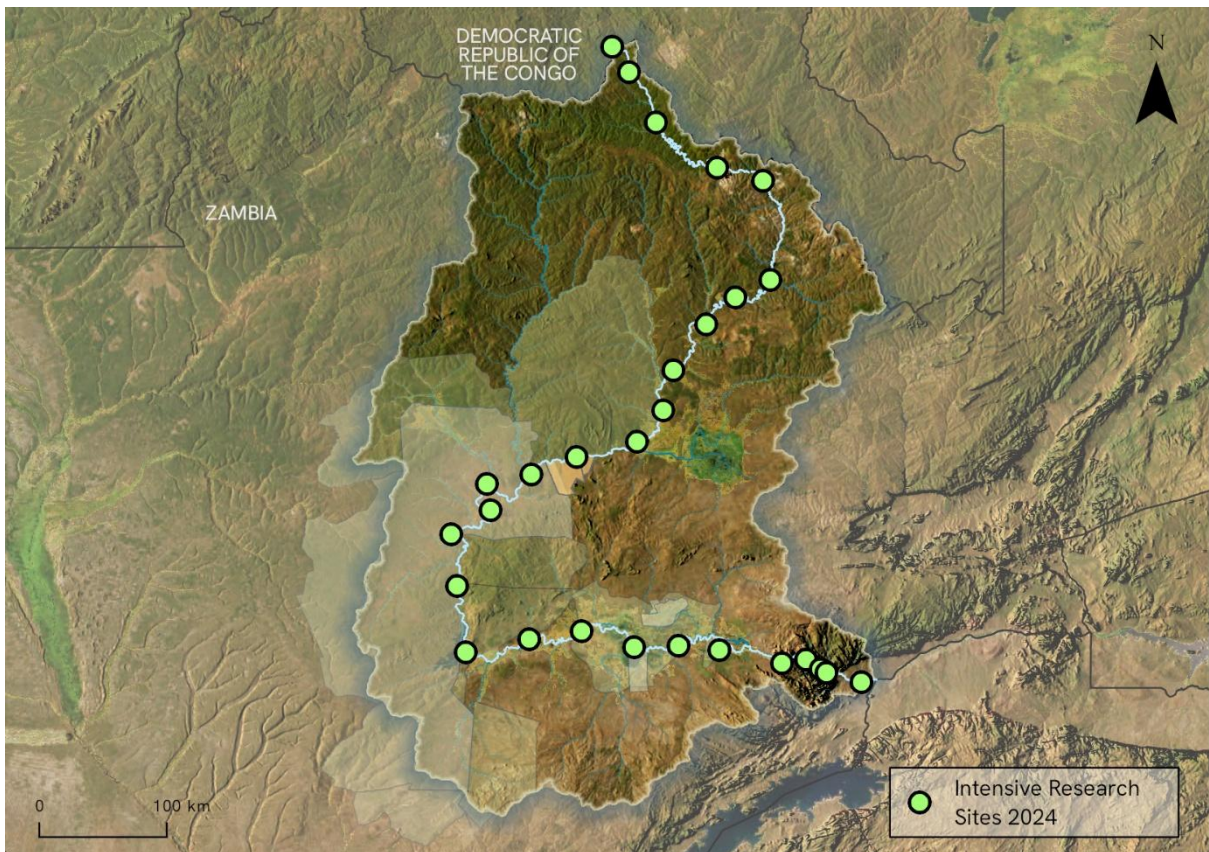 DEMOCRATIC
REPUBLIC OF
THE CONGO
N
ZAMBIA
0
100 km
Intensive Research
Sites 2024